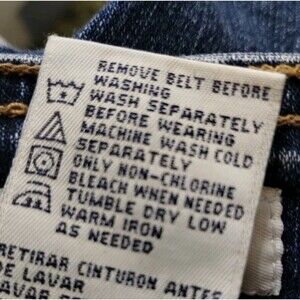 REMOVE BELT BEFORE
WASHING
WASH SEPARATELY
BEFORE WEARING
MACHINE WASH COLD
SEPARATELY
ONLY NON-CHLORINE
BLEACH WHEN NEEDED
TUMBLE DRY LOW
WARM IRON
AS NEEDED
RETIRAR CINTURON ANTES
DE LAVAR
LAVAR